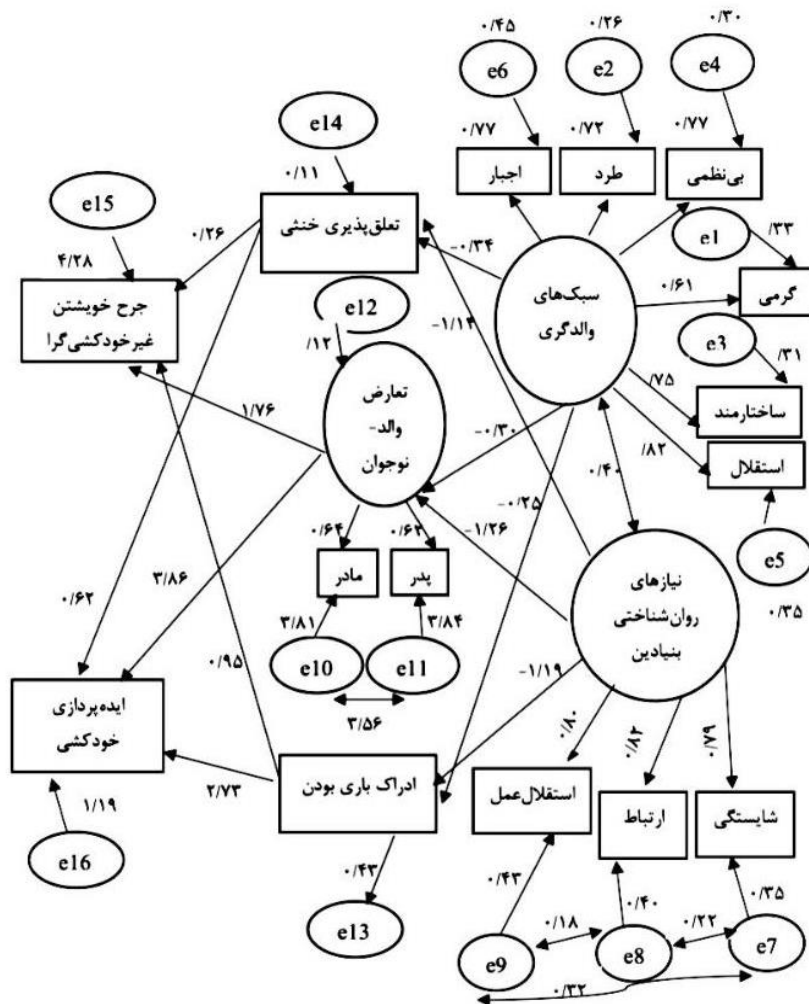 ۰/۴۵
۰/۲۶
۰/۳۰
e6
e2
e4
۰/۷۷
۰/۷۲
۰/۷۷
اجبار
طرد
بی‌نظمی
e14
۰/۱۱
تعلق‌پذیری خنثی
e15
۴/۲۸
۰/۲۶
جرح خویشتن
غیرخودکشی‌گرا
e1
/۳۳
گرمی
۰/۶۱
-۰/۳۴
سبک‌های
والدگری
e12
/۱۲
-۱/۱۴
e3
/۳۱
ساختارمند
/۷۵
استقلال
/۸۲
تعارض
والد-
نوجوان
۱/۷۶
-۰/۳۰
۰/۴۰
-۰/۲۵
-۱/۲۶
e5
۰/۳۵
۰/۶۴
۰/۶۲
مادر
پدر
۳/۸۱
۳/۸۴
e10
e11
۳/۵۶
نیازهای
روان‌شناختی
بنیادین
۰/۶۲
۳/۸۶
۰/۹۵
-۱/۱۹
ایده‌پردازی
خودکشی
۲/۷۳
ادراک باری بودن
۱/۱۹
e16
۰/۴۳
e13
۰/۸۰
۰/۸۲
۰/۷۹
استقلال‌عمل
ارتباط
شایستگی
۰/۴۳
۰/۴۰
۰/۳۵
۰/۱۸
۰/۲۲
e9
e8
e7
۰/۳۲